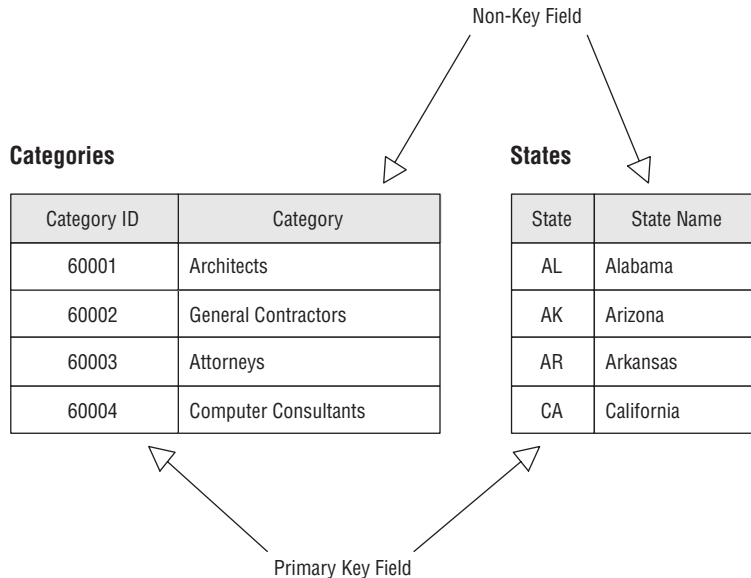 Non-Key Field
Categories
States
Category ID Category
State State Name
60001 Architects
AL Alabama
60002 General Contractors
AK Arizona
60003 Attorneys
AR Arkansas
60004 Computer Consultants
CA California
Primary Key Field